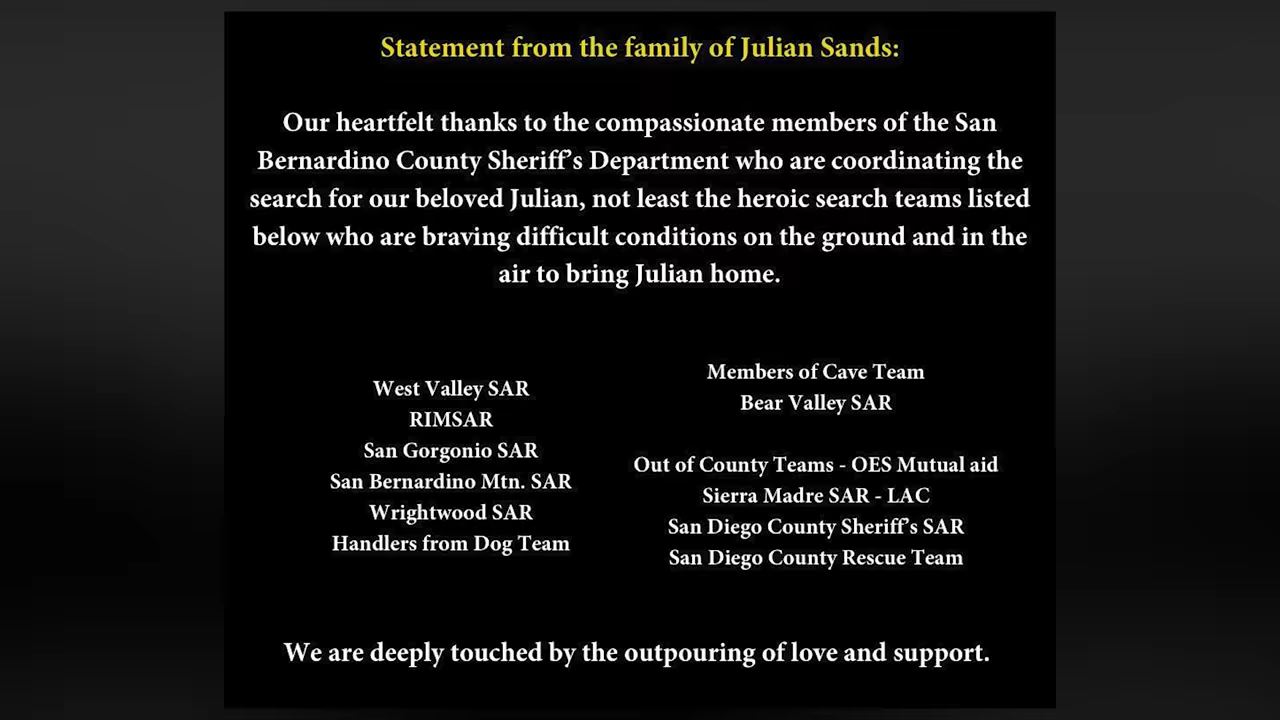 Statement from the family of Julian Sands:
Our heartfelt thanks to the compassionate members of the San
Bernardino County Sheriff's Department who are coordinating the
search for our beloved Julian, not least the heroic search teams listed
below who are braving difficult conditions on the ground and in the
air to bring Julian home.
West Valley SAR
RIMSAR
San Gorgonio SAR
San Bernardino Mtn. SAR
Wrightwood SAR
Handlers from Dog Team
Members of Cave Team
Bear Valley SAR
Out of County Teams - OES Mutual aid
Sierra Madre SAR - LAC
San Diego County Sheriff's SAR
San Diego County Rescue Team
We are deeply touched by the outpouring of love and support.